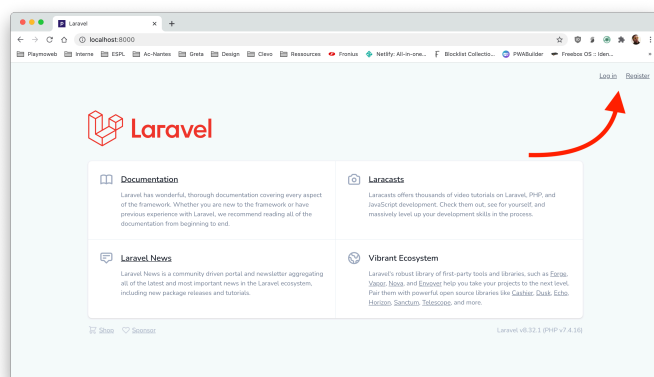 Laravel
localhost:8000
Playmoweb Interne ESPL Ac-Nantes Greta Design Clevo Ressources Fronius Netlify: All-in-one... Blocklist Collectio... PWABuilder Freebox OS :: iden...
Log in Register
Laravel
Documentation
Laravel has wonderful, thorough documentation covering every aspect
of the framework. Whether you are new to the framework or have
previous experience with Laravel, we recommend reading all of the
documentation from beginning to end.
Laracasts
Laracasts offers thousands of video tutorials on Laravel, PHP, and
JavaScript development. Check them out, see for yourself, and
massively level up your development skills in the process.
Laravel News
Laravel News is a community driven portal and newsletter aggregating
all of the latest and most important news in the Laravel ecosystem,
including new package releases and tutorials.
Vibrant Ecosystem
Laravel's robust library of first-party tools and libraries, such as Forge,
Vapor, Nova, and Envoyer help you take your projects to the next level.
Pair them with powerful open source libraries like Cashier, Dusk, Echo,
Horizon, Sanctum, Telescope, and more.
Shop Sponsor
Laravel v8.32.1 (PHP v7.4.16)